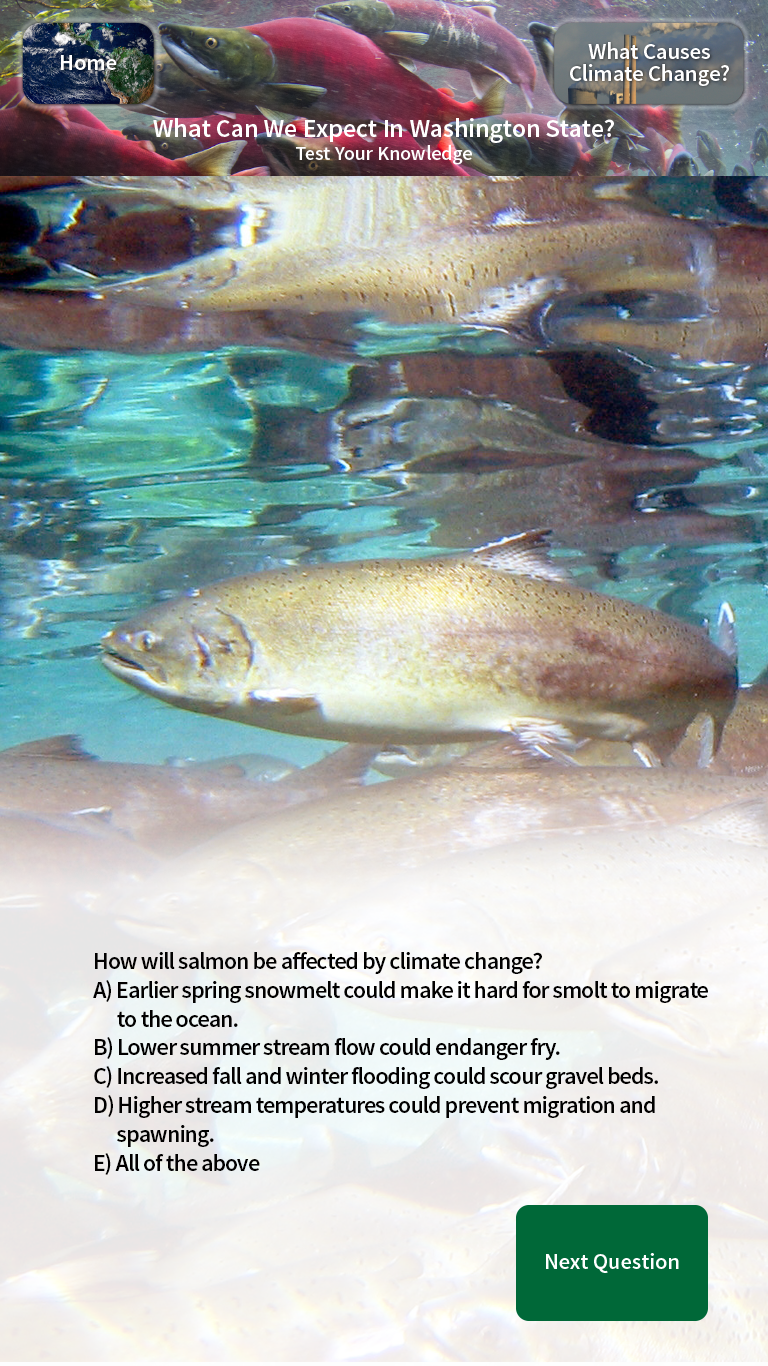 Home
What Causes
Climate Change?
What Can We Expect In Washington State?
Test Your Knowledge
How will salmon be affected by climate change?
A) Earlier spring snowmelt could make it hard for smolt to migrate
to the ocean.
B) Lower summer stream flow could endanger fry.
C) Increased fall and winter flooding could scour gravel beds.
D) Higher stream temperatures could prevent migration and
spawning.
E) All of the above
Next Question